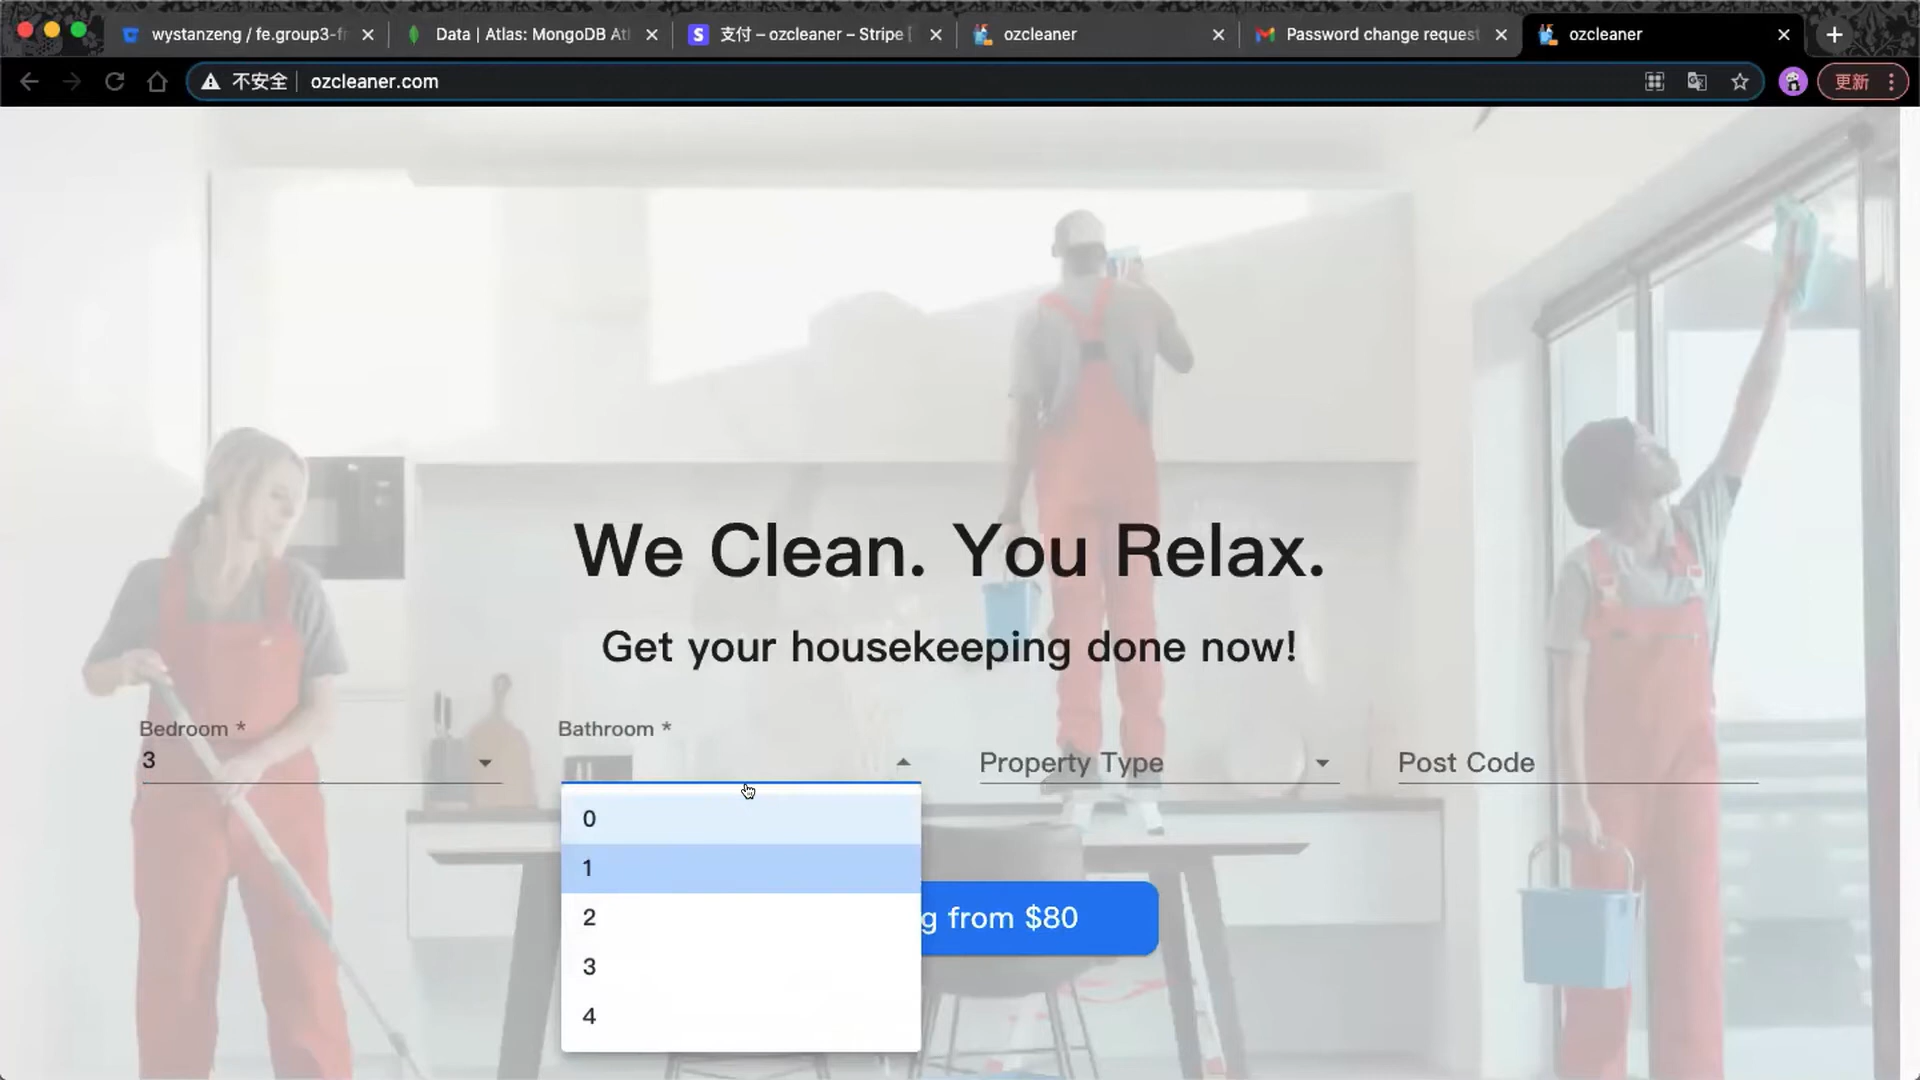 wystanzeng / fe.group3-fr
Data | Atlas: MongoDB Atl
支付 – ozcleaner – Stripe [
ozcleaner
Password change request
ozcleaner
不安全
ozcleaner.com
更新
We Clean. You Relax.
Get your housekeeping done now!
Bedroom *
3
Bathroom *
Property Type
Post Code
0
1
2
3
4
g from $80